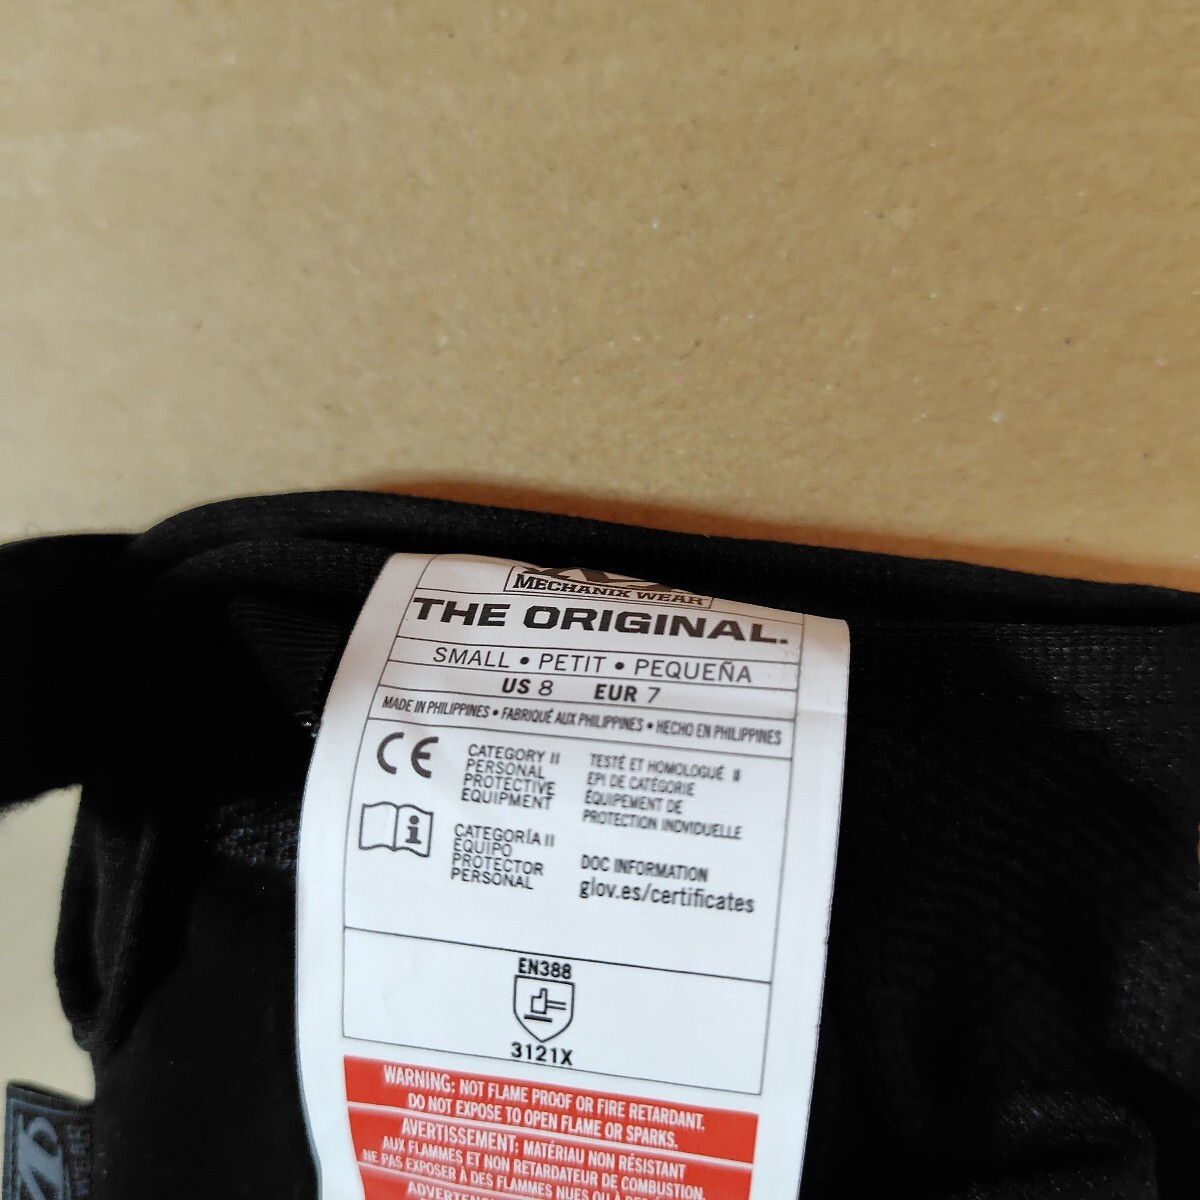 MECHANIX WEAR
THE ORIGINAL.
SMALL • PETIT • PEQUEÑA
US 8 EUR 7
MADE IN PHILIPPINES • FABRIQUÉ AUX PHILIPPINES • HECHO EN PHILIPPINES
CE
CATEGORY II
PERSONAL
PROTECTIVE
EQUIPMENT
TESTÉ ET HOMOLOGUÉ II
EPI DE CATÉGORIE
ÉQUIPEMENT DE
PROTECTION INDVIDUELLE
CATEGORÍA II
EQUIPO
PROTECTOR
PERSONAL
DOC INFORMATION
glov.es/certificates
EN388
3121X
WARNING: NOT FLAME PROOF OR FIRE RETARDANT.
DO NOT EXPOSE TO OPEN FLAME OR SPARKS.
AVERTISSEMENT: MATÉRIAU NON RÉSISTANT
AUX FLAMMES ET NON RETARDATEUR DE COMBUSTION.
NE PAS EXPOSER À DES FLAMMES NUES OU À DES